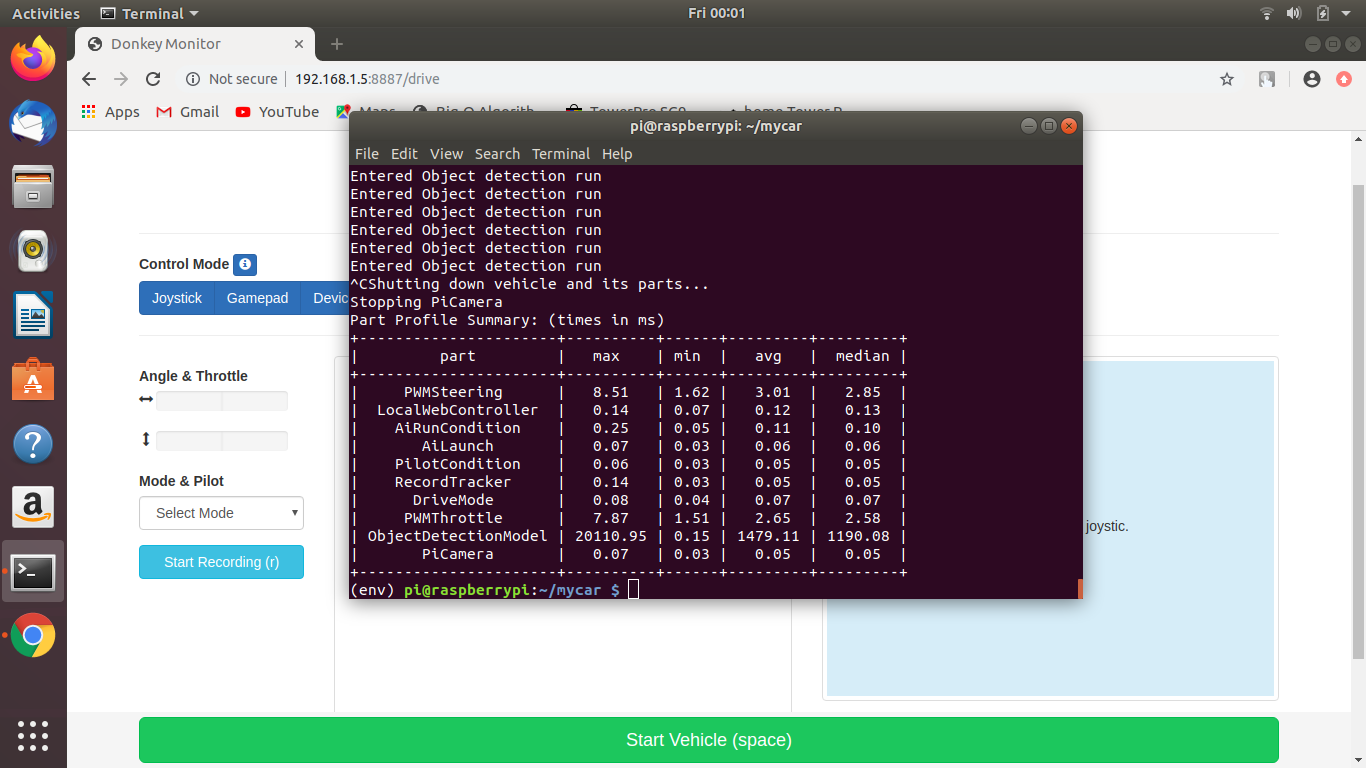 Activities Terminal Fri 00:01
Donkey Monitor
Not secure 192.168.1.5:8887/drive
Apps Gmail YouTube Maps Big O Algorith TowerPro SG9 home Tower P
pi@raspberrypi: ~/mycar
File Edit View Search Terminal Help
Entered Object detection run
Entered Object detection run
Entered Object detection run
Entered Object detection run
Entered Object detection run
Entered Object detection run
^CShutting down vehicle and its parts...
Stopping PiCamera
Part Profile Summary: (times in ms)
+----------------------+----------+------+---------+---------+
| part | max | min | avg | median |
+----------------------+----------+------+---------+---------+
| PWMSteering | 8.51 | 1.62 | 3.01 | 2.85 |
| LocalWebController | 0.14 | 0.07 | 0.12 | 0.13 |
| AiRunCondition | 0.25 | 0.05 | 0.11 | 0.10 |
| AiLaunch | 0.07 | 0.03 | 0.06 | 0.06 |
| PilotCondition | 0.06 | 0.03 | 0.05 | 0.05 |
| RecordTracker | 0.14 | 0.03 | 0.05 | 0.05 |
| DriveMode | 0.08 | 0.04 | 0.07 | 0.07 |
| PWMThrottle | 7.87 | 1.51 | 2.65 | 2.58 |
| ObjectDetectionModel | 20110.95 | 0.15 | 1479.11 | 1190.08 |
| PiCamera | 0.07 | 0.03 | 0.05 | 0.05 |
+----------------------+----------+------+---------+---------+
(env) pi@raspberrypi:~/mycar $
Control Mode
Joystick Gamepad Devic
Angle & Throttle
Mode & Pilot
Select Mode
Start Recording (r)
joystic.
Start Vehicle (space)